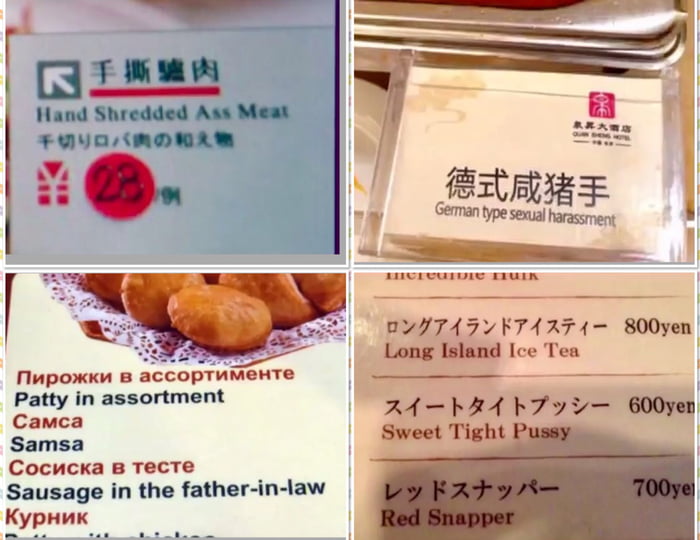 手撕驢肉
Hand Shredded Ass Meat
千切りロバ肉の和え物
28/例
泉昇大酒店
QUAN SHENG HOTEL
德式咸猪手
German type sexual harassment
Пирожки в ассортименте
Patty in assortment
Самса
Samsa
Сосиска в тесте
Sausage in the father-in-law
Курник
Incredible Hulk
ロングアイランドアイスティー 800yen
Long Island Ice Tea
スイートタイトプッシー 600yen
Sweet Tight Pussy
レッドスナッパー 700yen
Red Snapper